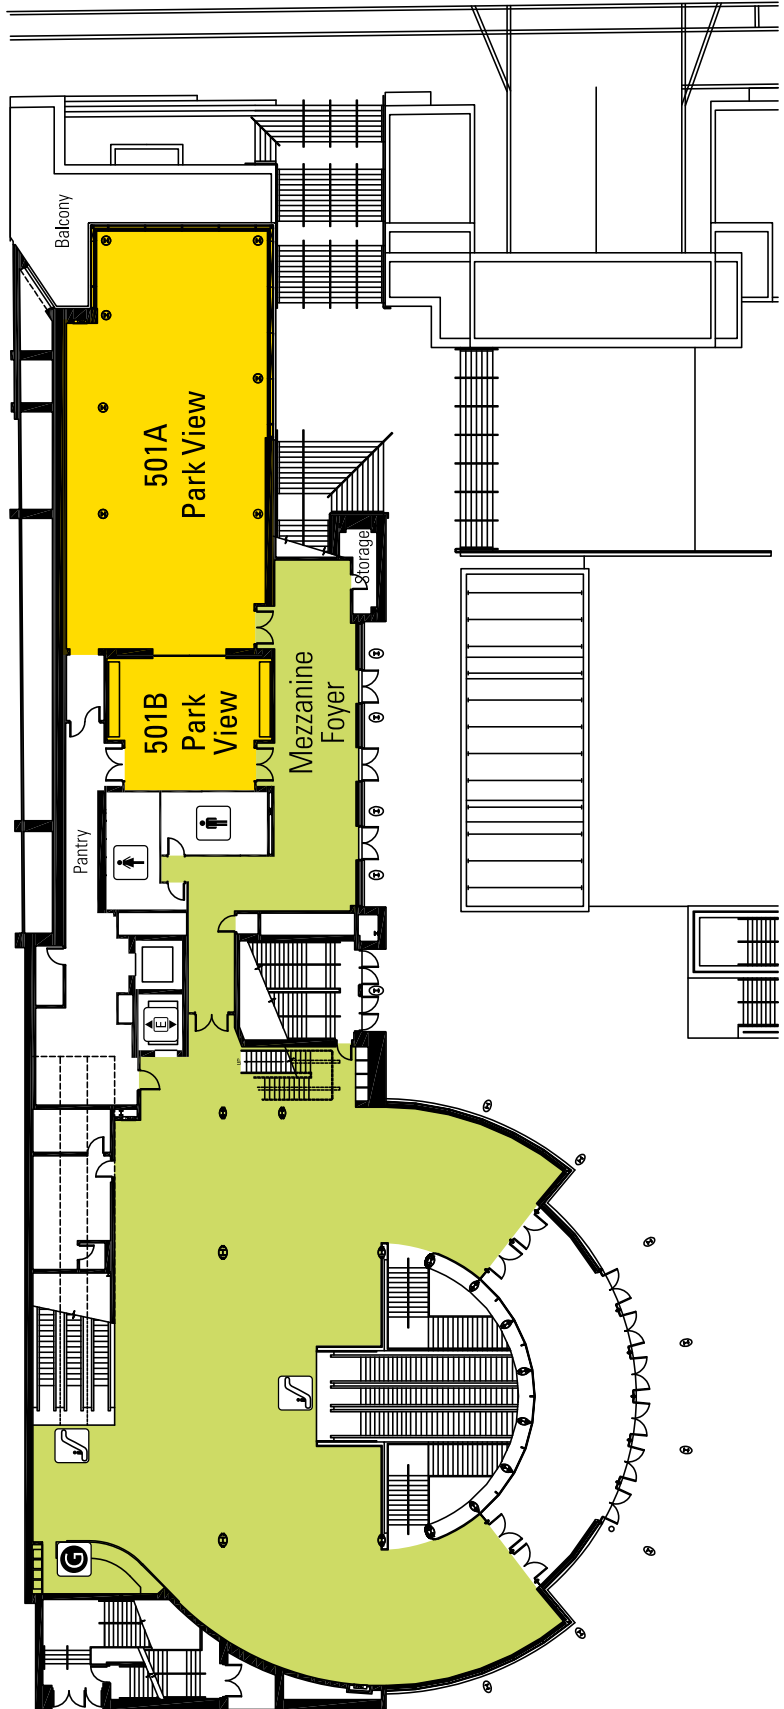 Balcony
501A
Park View
Storage
501B
Park
View
Mezzanine
Foyer
Pantry
E
G